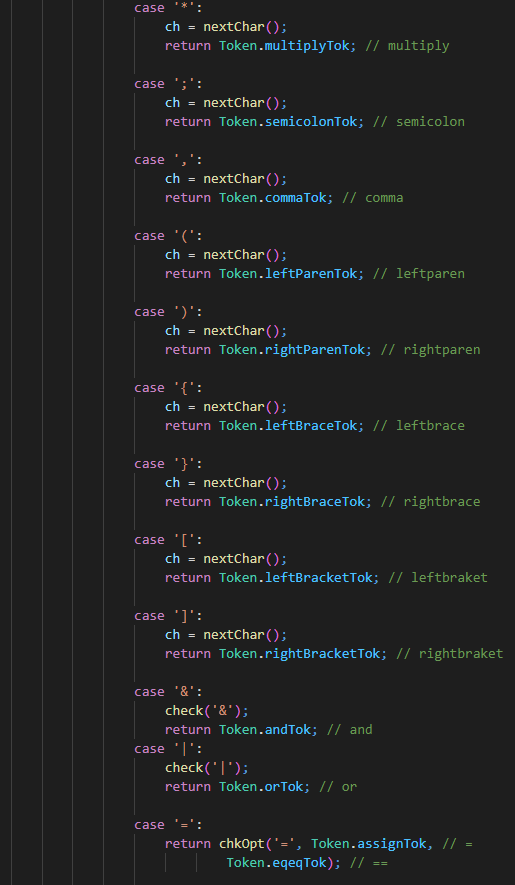 case '*':
ch = nextChar();
return Token.multiplyTok; // multiply
case ';':
ch = nextChar();
return Token.semicolonTok; // semicolon
case ',':
ch = nextChar();
return Token.commaTok; // comma
case '(':
ch = nextChar();
return Token.leftParenTok; // leftparen
case ')':
ch = nextChar();
return Token.rightParenTok; // rightparen
case '{':
ch = nextChar();
return Token.leftBraceTok; // leftbrace
case '}':
ch = nextChar();
return Token.rightBraceTok; // rightbrace
case '[':
ch = nextChar();
return Token.leftBracketTok; // leftbraket
case ']':
ch = nextChar();
return Token.rightBracketTok; // rightbraket
case '&':
check('&');
return Token.andTok; // and
case '|':
check('|');
return Token.orTok; // or
case '=':
return chkOpt('=', Token.assignTok, // =
Token.eqeqTok); // ==